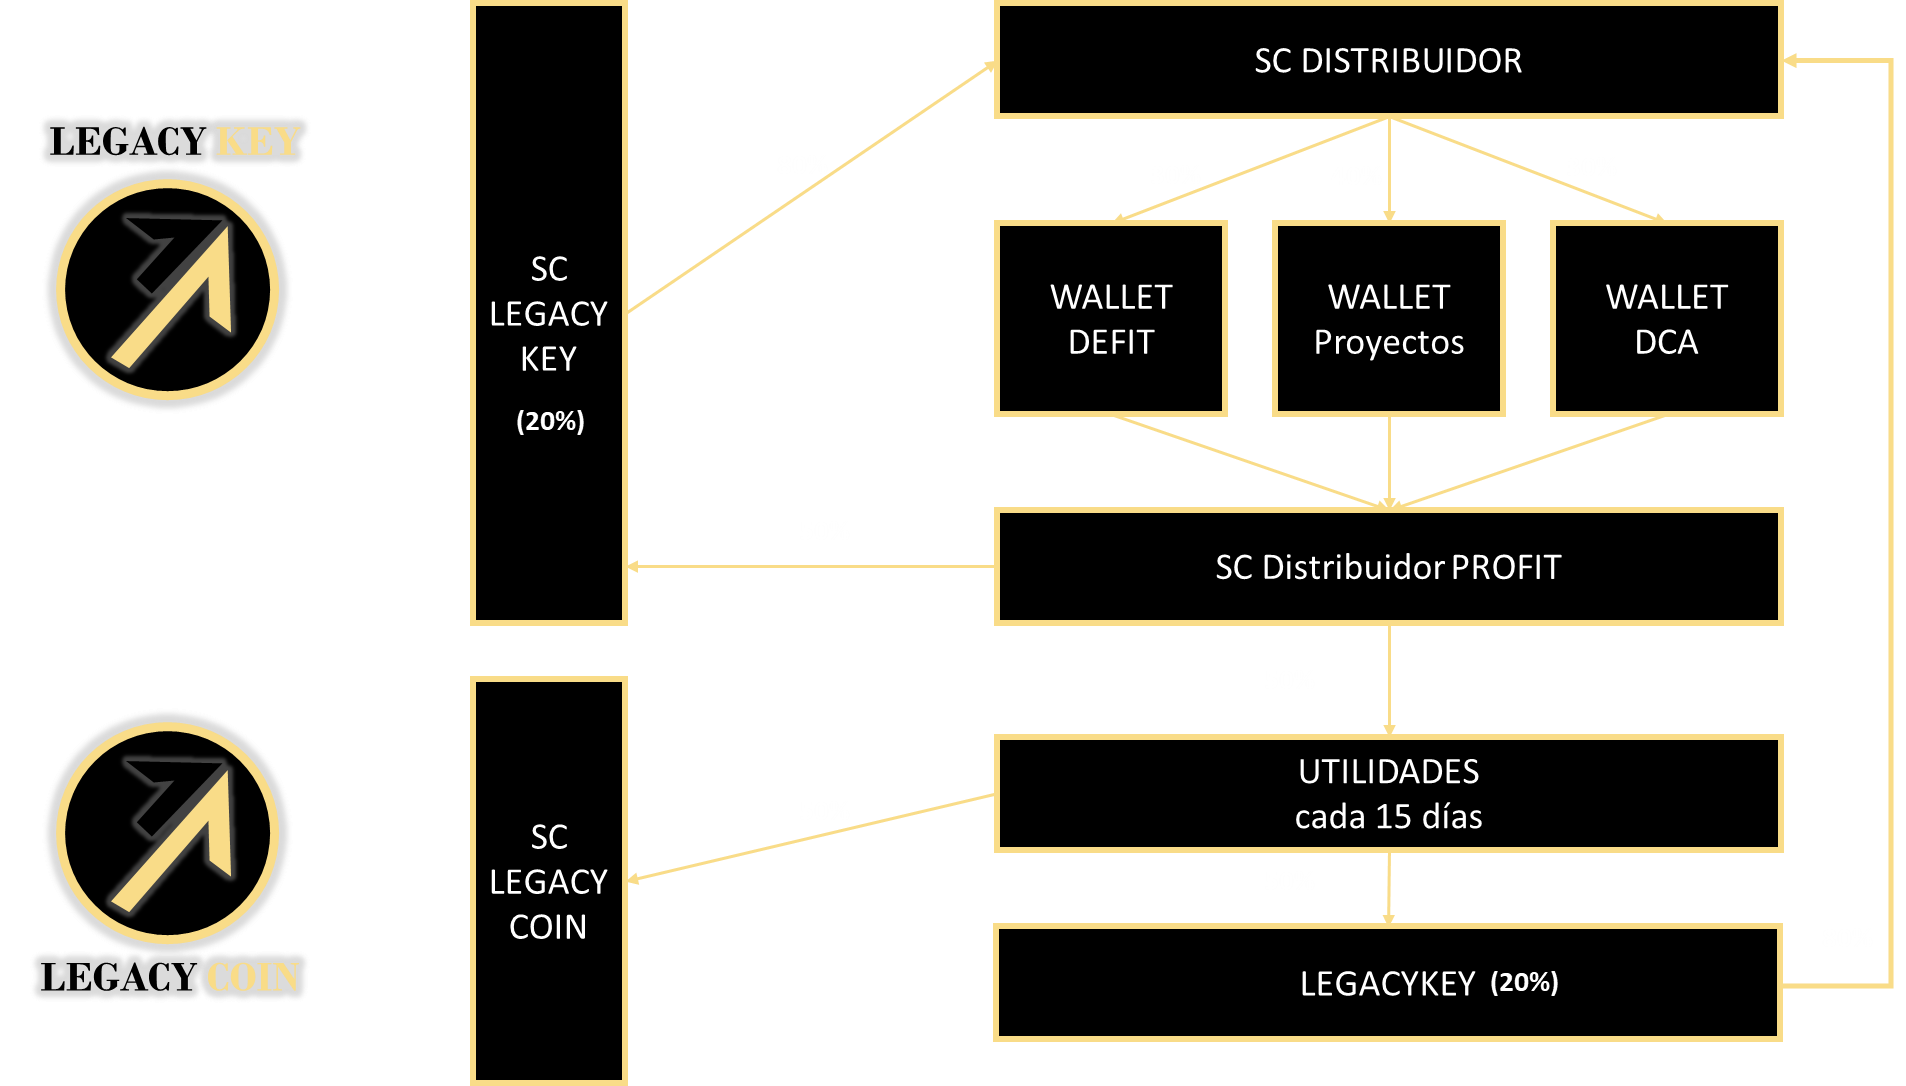 LEGACY KEY
SC
LEGACY
KEY
(20%)
SC DISTRIBUIDOR
WALLET
DEFIT
WALLET
Proyectos
WALLET
DCA
SC Distribuidor PROFIT
UTILIDADES
cada 15 días
LEGACYKEY (20%)
SC
LEGACY
COIN
LEGACY COIN